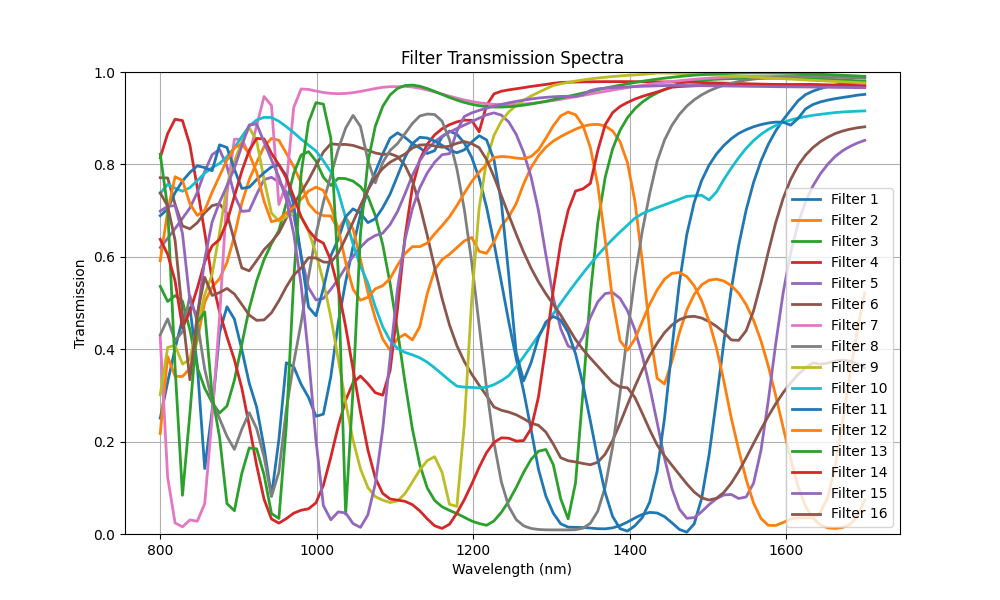 Filter Transmission Spectra
Transmission
1.0
0.8
0.6
0.4
0.2
0.0
800
1000
1200
1400
1600
Wavelength (nm)
Filter 1
Filter 2
Filter 3
Filter 4
Filter 5
Filter 6
Filter 7
Filter 8
Filter 9
Filter 10
Filter 11
Filter 12
Filter 13
Filter 14
Filter 15
Filter 16